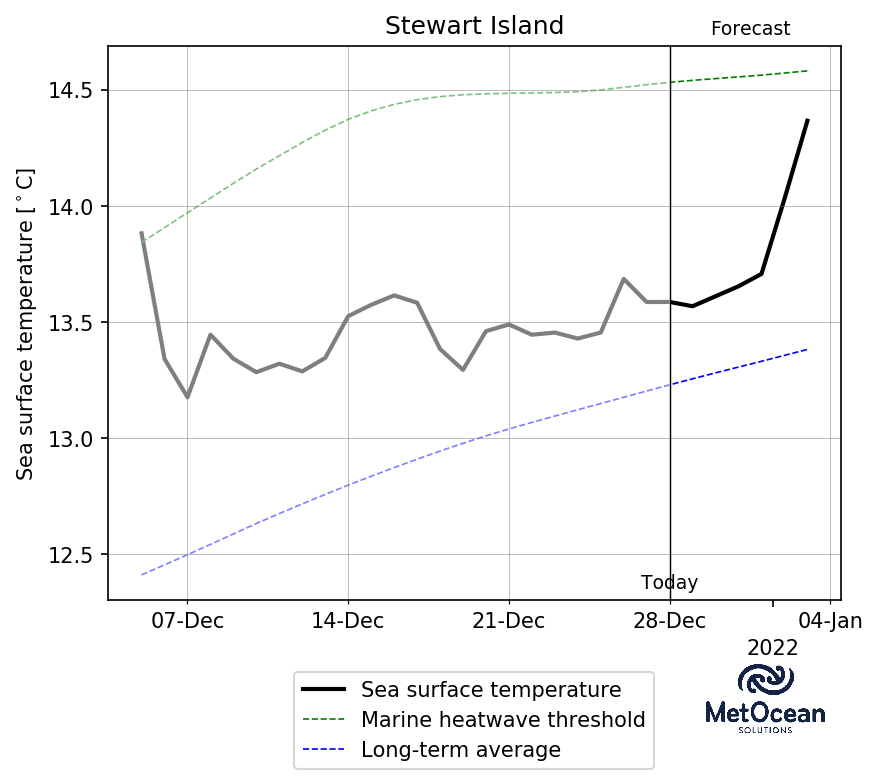 Stewart Island
Forecast
Sea surface temperature [°C]
14.5
14.0
13.5
13.0
12.5
Today
07-Dec 14-Dec 21-Dec 28-Dec 04-Jan
2022
Sea surface temperature
Marine heatwave threshold
Long-term average
MetOcean
SOLUTIONS